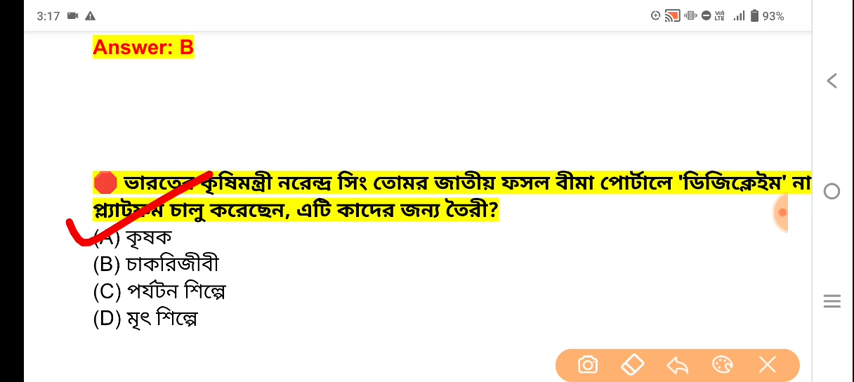 3:17
93%
Answer: B
ভারতের কৃষিমন্ত্রী নরেন্দ্র সিং তোমর জাতীয় ফসল বীমা পোর্টালে 'ডিজিক্লেইম' না
প্ল্যাটফর্ম চালু করেছেন, এটি কাদের জন্য তৈরী?
(A) কৃষক
(B) চাকরিজীবী
(C) পর্যটন শিল্পে
(D) মৃৎ শিল্পে